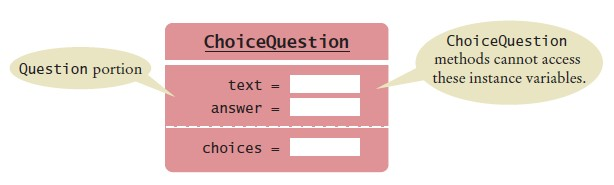 ChoiceQuestion
Question portion
text =
answer =
choices =
ChoiceQuestion
methods cannot access
these instance variables.